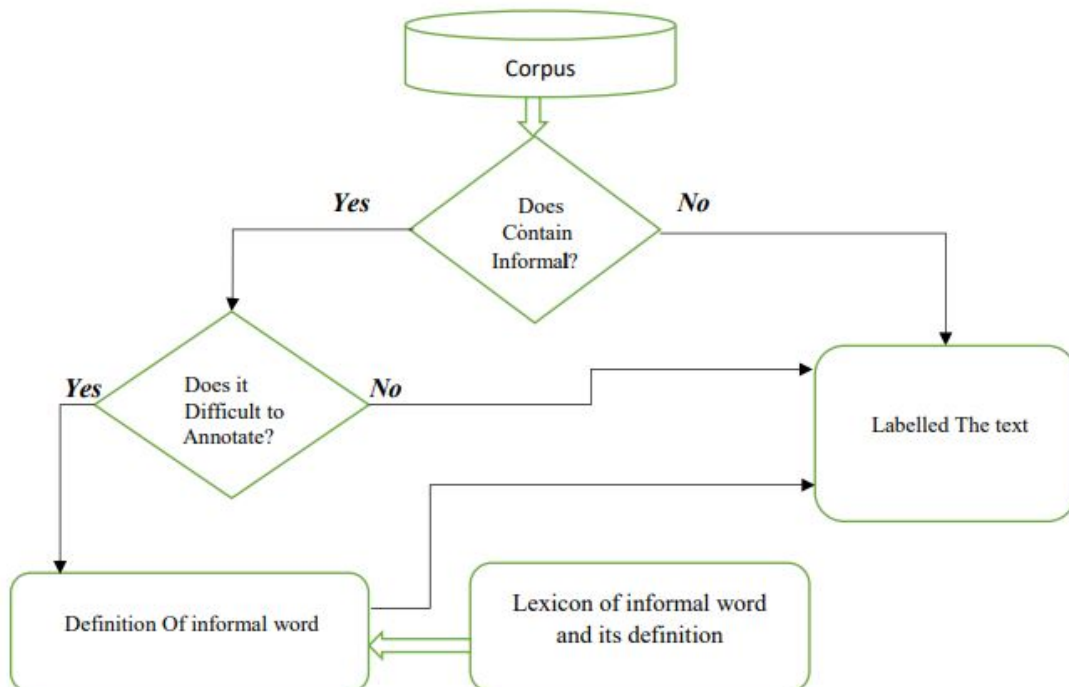 Corpus
Yes
No
Does
Contain
Informal?
Yes
Does it
Difficult to
Annotate?
No
Labelled The text
Definition Of informal word
Lexicon of informal word
and its definition